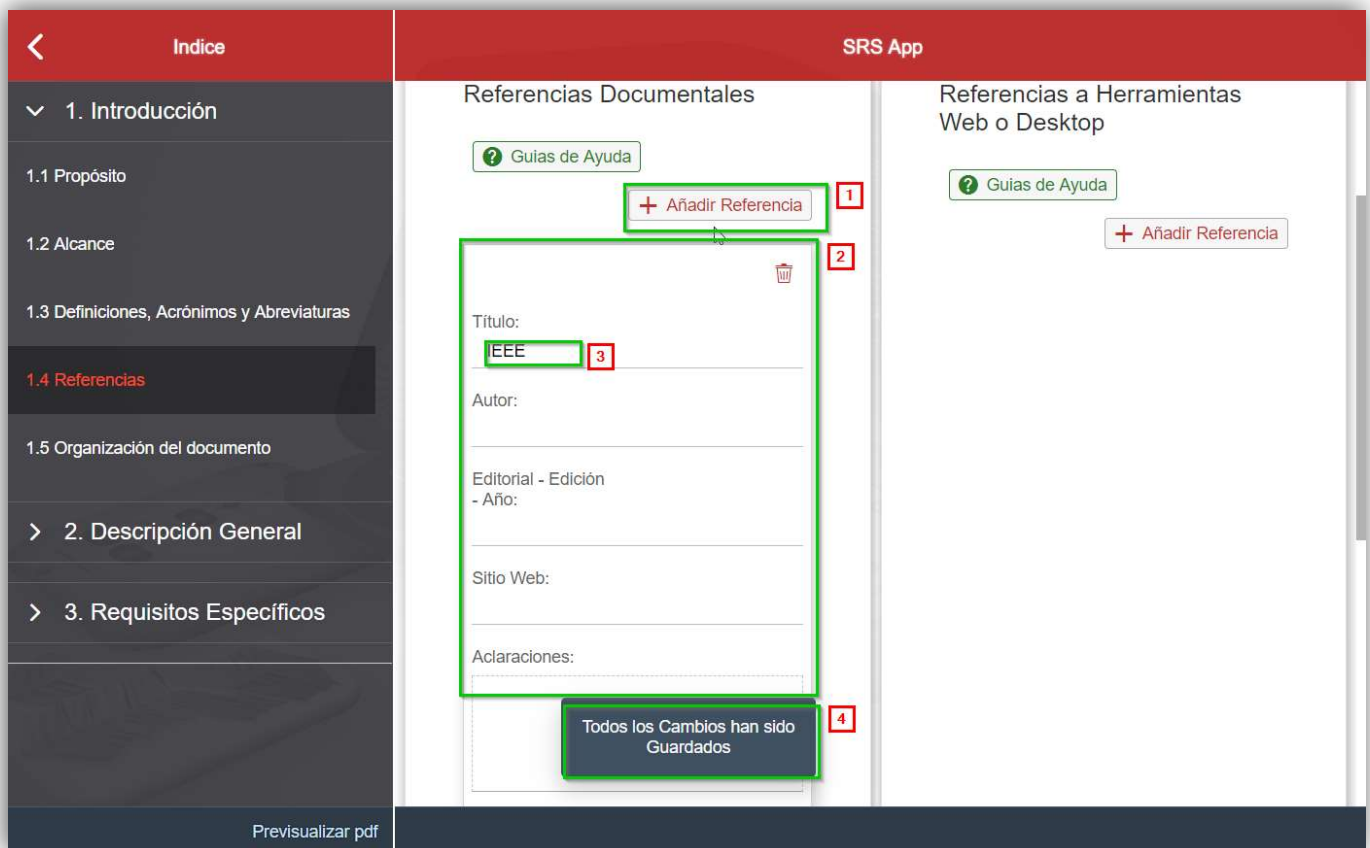 Indice
1. Introducción
1.1 Propósito
1.2 Alcance
1.3 Definiciones, Acrónimos y Abreviaturas
1.4 Referencias
1.5 Organización del documento
2. Descripción General
3. Requisitos Específicos
Previsualizar pdf
SRS App
Referencias Documentales
Guias de Ayuda
Añadir Referencia
1
2
Título:
IEEE
3
Autor:
Editorial - Edición
- Año:
Sitio Web:
Aclaraciones:
Todos los Cambios han sido
Guardados
4
Referencias a Herramientas
Web o Desktop
Guias de Ayuda
Añadir Referencia